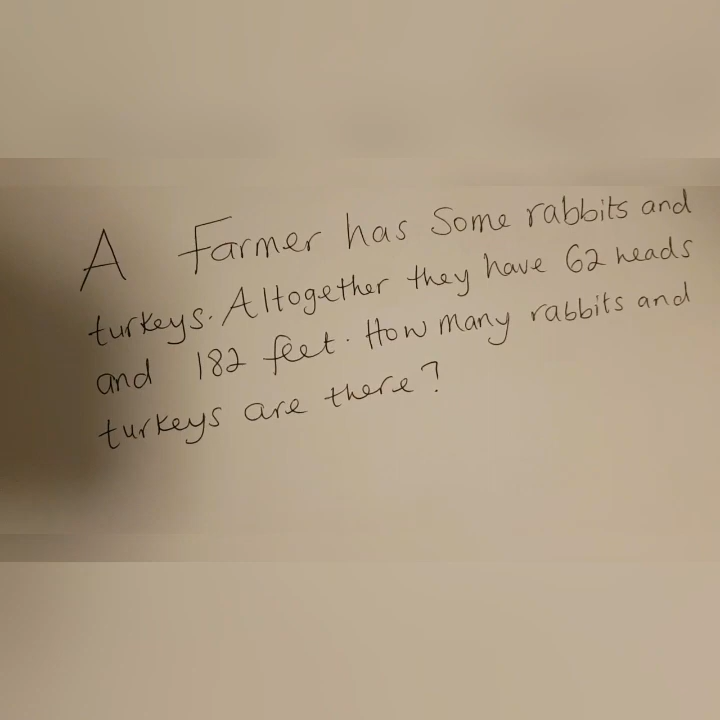 A Farmer has Some rabbits and
turkeys. Altogether they have 62 heads
and 182 feet. How many rabbits and
turkeys are there?